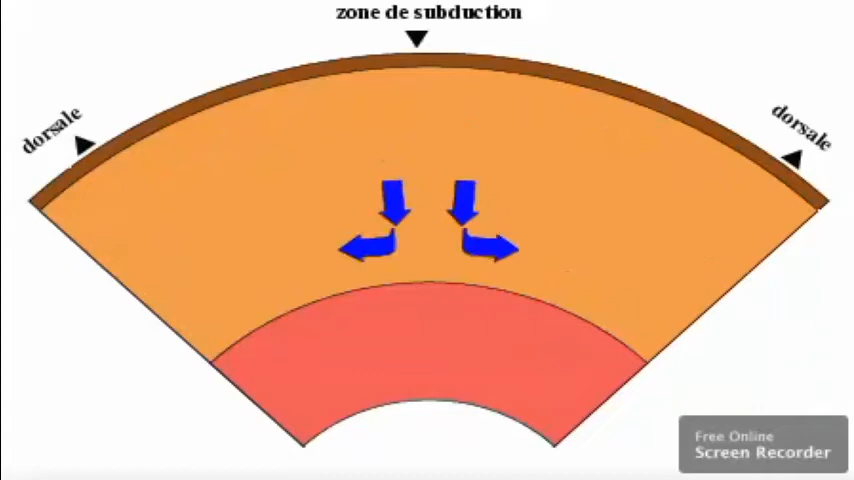 zone de subduction
dorsale
dorsale
Free Online
Screen Recorder